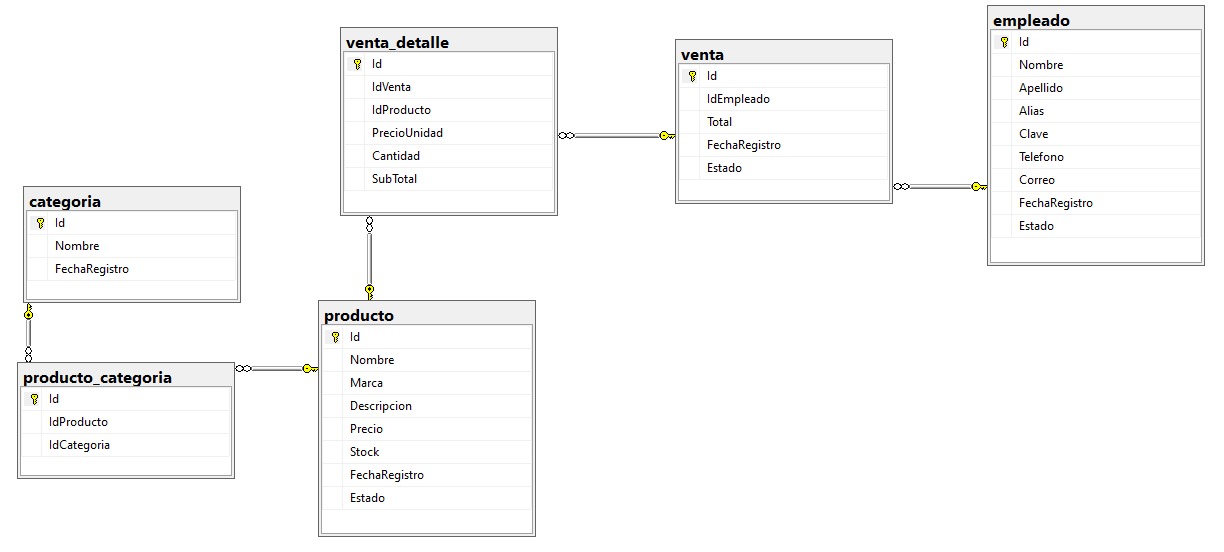 venta_detalle
Id
IdVenta
IdProducto
PrecioUnidad
Cantidad
SubTotal
venta
Id
IdEmpleado
Total
FechaRegistro
Estado
empleado
Id
Nombre
Apellido
Alias
Clave
Telefono
Correo
FechaRegistro
Estado
categoria
Id
Nombre
FechaRegistro
producto_categoria
Id
IdProducto
IdCategoria
producto
Id
Nombre
Marca
Descripcion
Precio
Stock
FechaRegistro
Estado